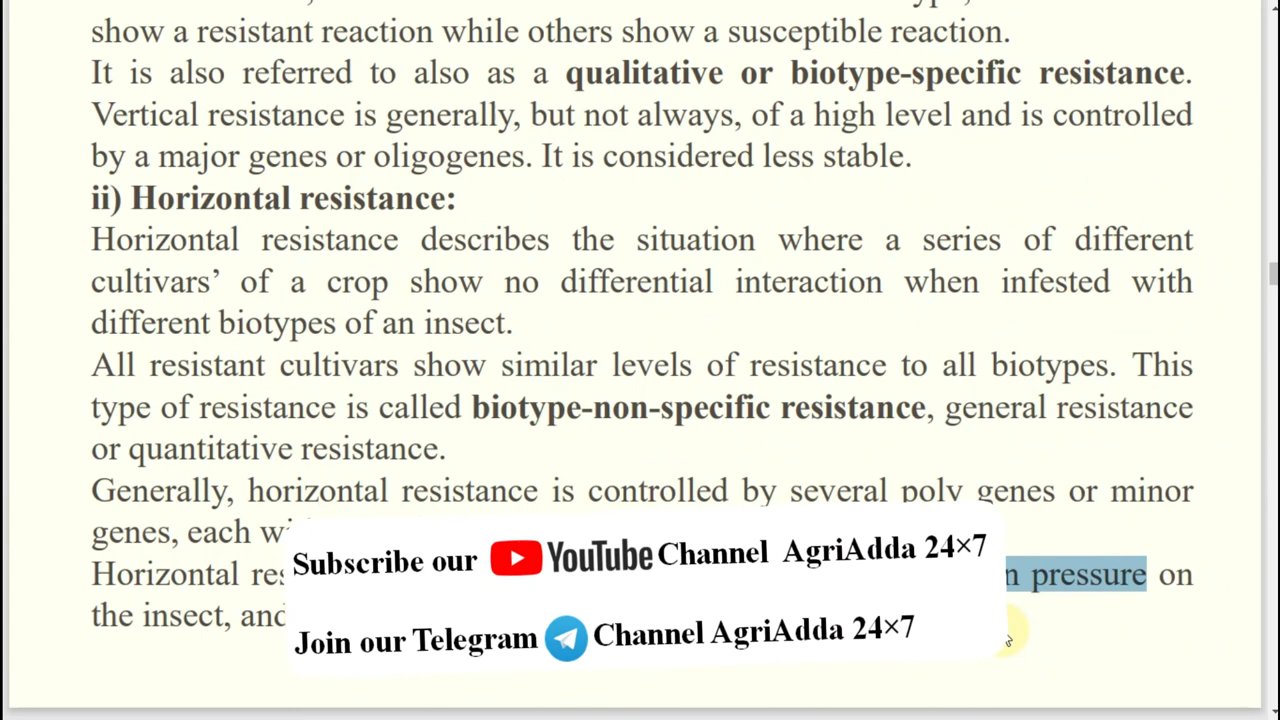 show a resistant reaction while others show a susceptible reaction.
It is also referred to also as a qualitative or biotype-specific resistance.
Vertical resistance is generally, but not always, of a high level and is controlled
by a major genes or oligogenes. It is considered less stable.
ii) Horizontal resistance:
Horizontal resistance describes the situation where a series of different
cultivars’ of a crop show no differential interaction when infested with
different biotypes of an insect.
All resistant cultivars show similar levels of resistance to all biotypes. This
type of resistance is called biotype-non-specific resistance, general resistance
or quantitative resistance.
Generally, horizontal resistance is controlled by several poly genes or minor
genes, each
Horizontal pressure on
the insect, and
Subscribe our YouTube Channel AgriAdda 24×7
Join our Telegram Channel AgriAdda 24×7